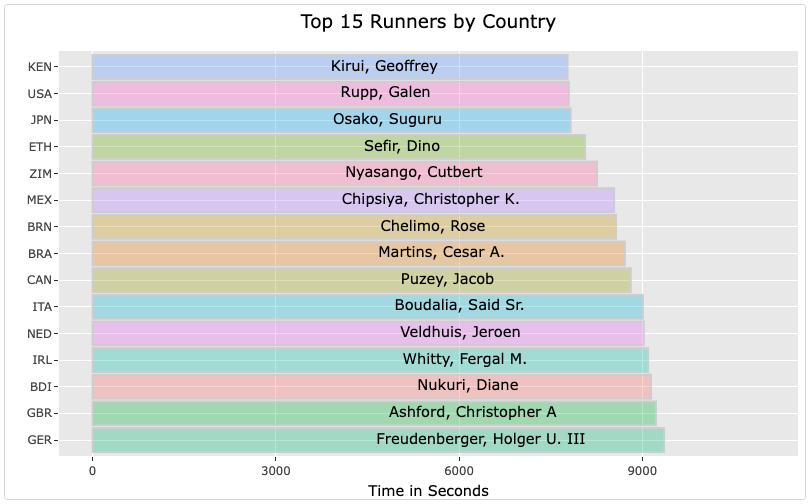 Top 15 Runners by Country
KEN Kirui, Geoffrey
USA Rupp, Galen
JPN Osako, Suguru
ETH Sefir, Dino
ZIM Nyasango, Cutbert
MEX Chipsiya, Christopher K.
BRN Chelimo, Rose
BRA Martins, Cesar A.
CAN Puzey, Jacob
ITA Boudalia, Said Sr.
NED Veldhuis, Jeroen
IRL Whitty, Fergal M.
BDI Nukuri, Diane
GBR Ashford, Christopher A
GER Freudenberger, Holger U. III
0 3000 6000 9000
Time in Seconds